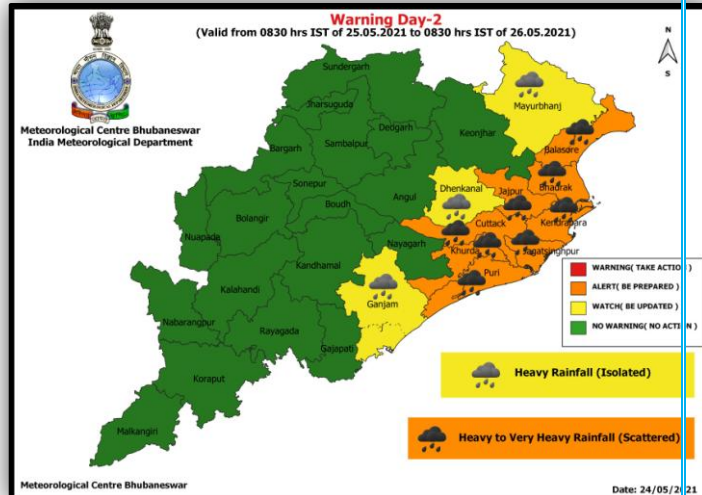 Warning Day-2
(Valid from 0830 hrs IST of 25.05.2021 to 0830 hrs IST of 26.05.2021)
N
S
Meteorological Centre Bhubaneswar
India Meteorological Department
Sundergarh
Mayurbhanj
Jharsuguda
Deogarh
Keonjhar
Sambalpur
Bargarh
Balasore
Bhadrak
Sonepur
Dhenkanal
Jajpur
Angul
Boudh
Kendrapara
Bolangir
Cuttack
Nuapada
Nayagarh
Khurda
Jagatsinghpur
Kandhamal
Puri
Kalahandi
Ganjam
Nabarangpur
Rayagada
Gajapati
Koraput
Malkangiri
WARNING( TAKE ACTION )
ALERT( BE PREPARED )
WATCH( BE UPDATED )
NO WARNING( NO ACTION )
Heavy Rainfall (Isolated)
Heavy to Very Heavy Rainfall (Scattered)
Meteorological Centre Bhubaneswar
Date: 24/05/2021